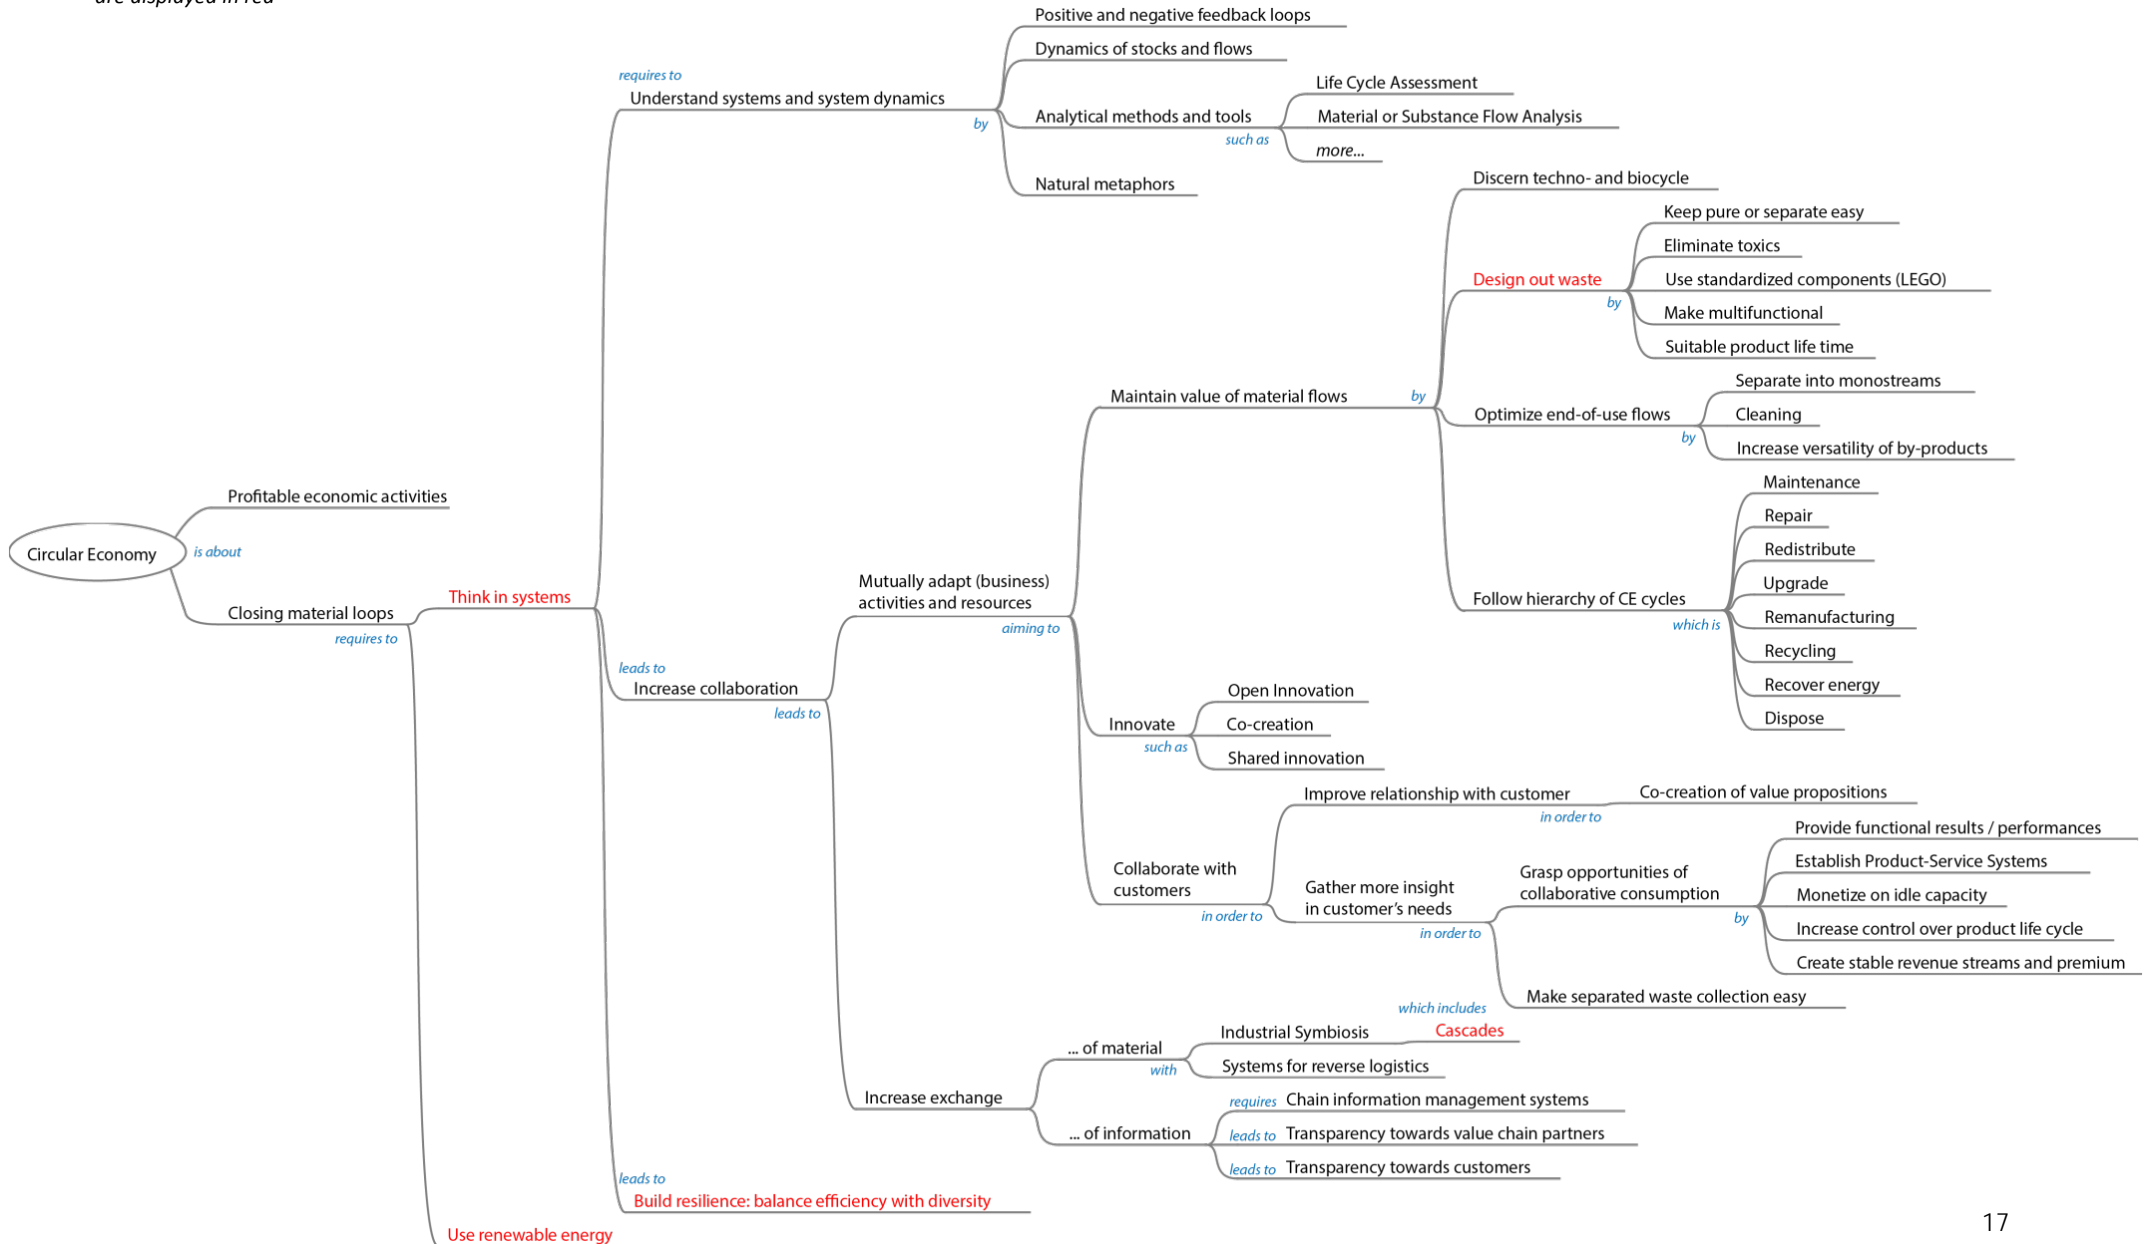 are displayed in red
Positive and negative feedback loops
Dynamics of stocks and flows
requires to
Understand systems and system dynamics
by
Analytical methods and tools
such as
Life Cycle Assessment
Material or Substance Flow Analysis
more...
Natural metaphors
Discern techno- and biocycle
Keep pure or separate easy
Eliminate toxics
Design out waste
by
Use standardized components (LEGO)
Make multifunctional
Suitable product life time
Maintain value of material flows
by
Separate into monostreams
Optimize end-of-use flows
by
Cleaning
Increase versatility of by-products
Maintenance
Repair
Redistribute
Upgrade
Follow hierarchy of CE cycles
which is
Remanufacturing
Recycling
Recover energy
Dispose
Profitable economic activities
Circular Economy
is about
Closing material loops
requires to
Think in systems
Mutually adapt (business)
activities and resources
aiming to
leads to
Increase collaboration
leads to
Open Innovation
Innovate
such as
Co-creation
Shared innovation
Improve relationship with customer
in order to
Co-creation of value propositions
Collaborate with
customers
in order to
Gather more insight
in customer's needs
in order to
Grasp opportunities of
collaborative consumption
by
Provide functional results / performances
Establish Product-Service Systems
Monetize on idle capacity
Increase control over product life cycle
Create stable revenue streams and premium
Make separated waste collection easy
which includes
Industrial Symbiosis
Cascades
... of material
with
Systems for reverse logistics
Increase exchange
requires Chain information management systems
... of information
leads to Transparency towards value chain partners
leads to Transparency towards customers
leads to
Build resilience: balance efficiency with diversity
Use renewable energy
17